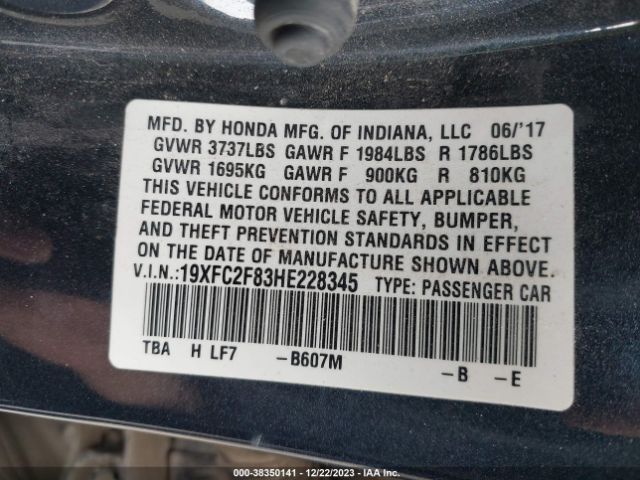 MFD. BY HONDA MFG. OF INDIANA, LLC 06/'17
GVWR 3737LBS GAWR F 1984LBS R 1786LBS
GVWR 1695KG GAWR F 900KG R 810KG
THIS VEHICLE CONFORMS TO ALL APPLICABLE
FEDERAL MOTOR VEHICLE SAFETY, BUMPER,
AND THEFT PREVENTION STANDARDS IN EFFECT
ON THE DATE OF MANUFACTURE SHOWN ABOVE.
V.I.N.:19XFC2F83HE228345 TYPE: PASSENGER CAR
TBA H LF7 -B607M -B -E
000-38350141 - 12/22/2023 - IAA Inc.